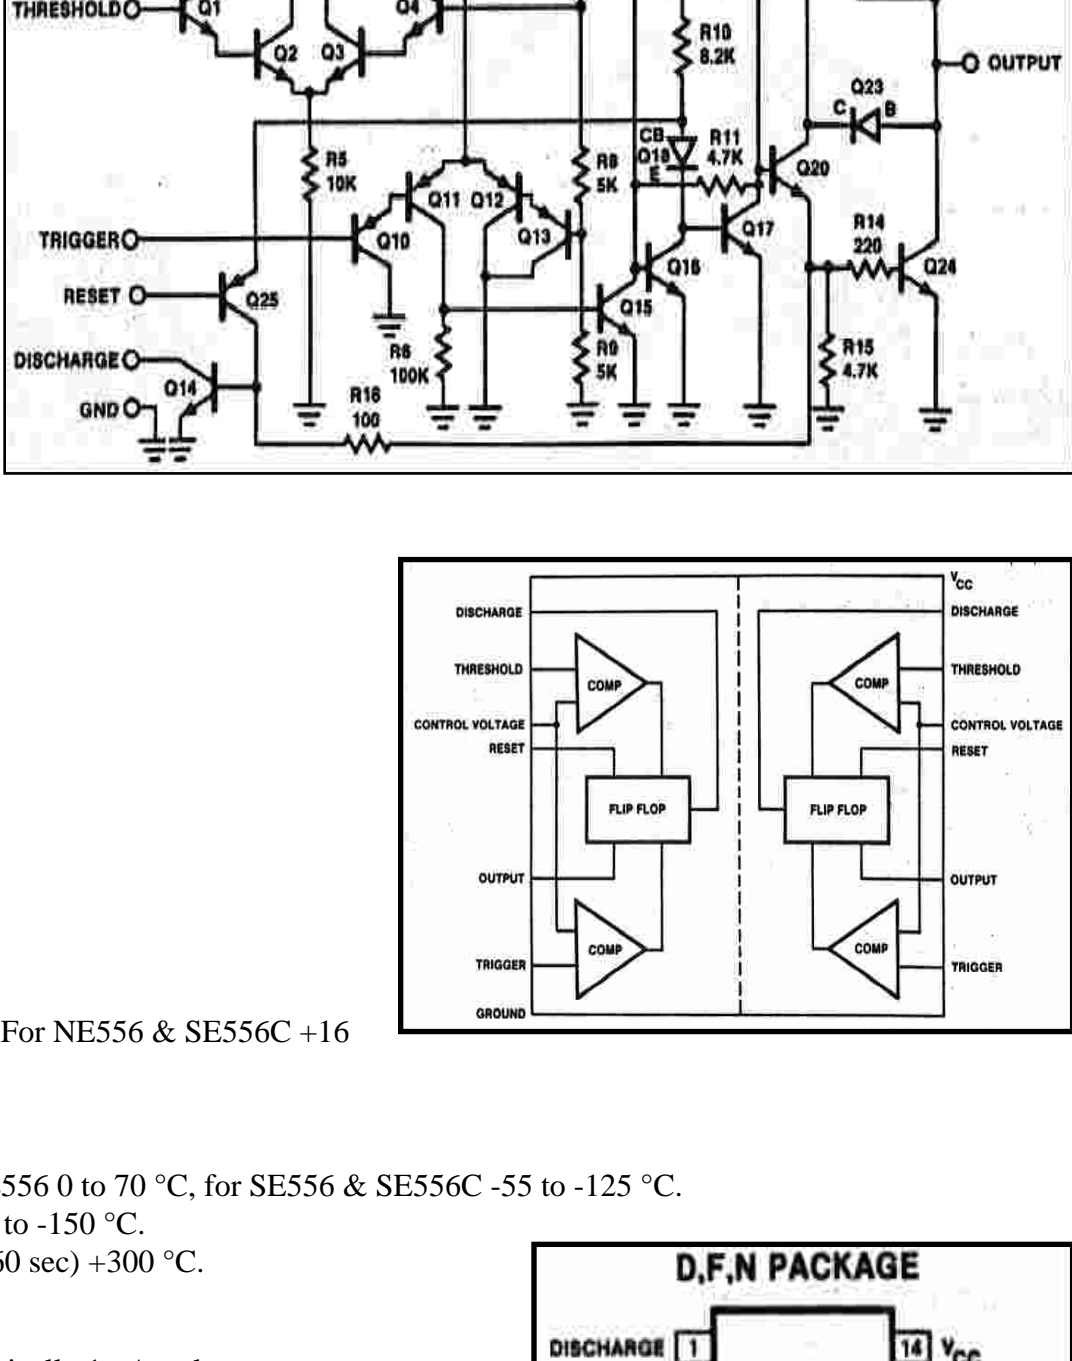 THRESHOLD
Q1
Q4
Q2
Q3
R10
8.2K
OUTPUT
Q23
C
B
R5
10K
CB
Q18
E
R11
4.7K
R8
5K
Q11
Q12
Q20
TRIGGER
Q10
Q13
Q17
R14
220
RESET
Q25
Q16
Q24
Q15
DISCHARGE
Q14
R6
100K
R9
5K
R15
4.7K
GND
R16
100
VCC
DISCHARGE
DISCHARGE
THRESHOLD
COMP
COMP
THRESHOLD
CONTROL VOLTAGE
CONTROL VOLTAGE
RESET
RESET
FLIP FLOP
FLIP FLOP
OUTPUT
OUTPUT
COMP
COMP
TRIGGER
TRIGGER
GROUND
For NE556 & SE556C +16
556 0 to 70 °C, for SE556 & SE556C -55 to -125 °C.
to -150 °C.
60 sec) +300 °C.
D,F,N PACKAGE
DISCHARGE 1
14 VCC